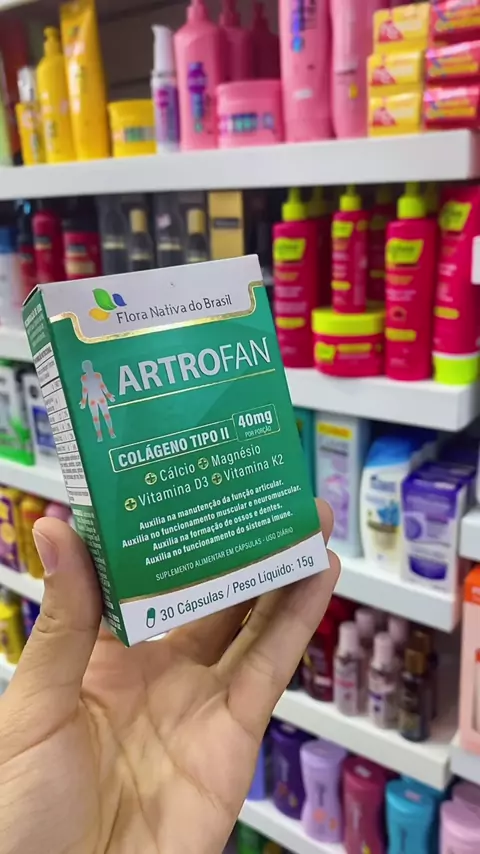 Flora Nativa do Brasil
ARTROFAN
COLÁGENO TIPO II 40mg
POR PORÇÃO
Cálcio Magnésio
Vitamina D3 Vitamina K2
Auxilia na manutenção da função articular.
Auxilia no funcionamento muscular e neuromuscular.
Auxilia na formação de ossos e dentes.
Auxilia no funcionamento do sistema imune.
SUPLEMENTO ALIMENTAR EM CÁPSULAS - USO DIÁRIO
30 Cápsulas / Peso Líquido: 15g